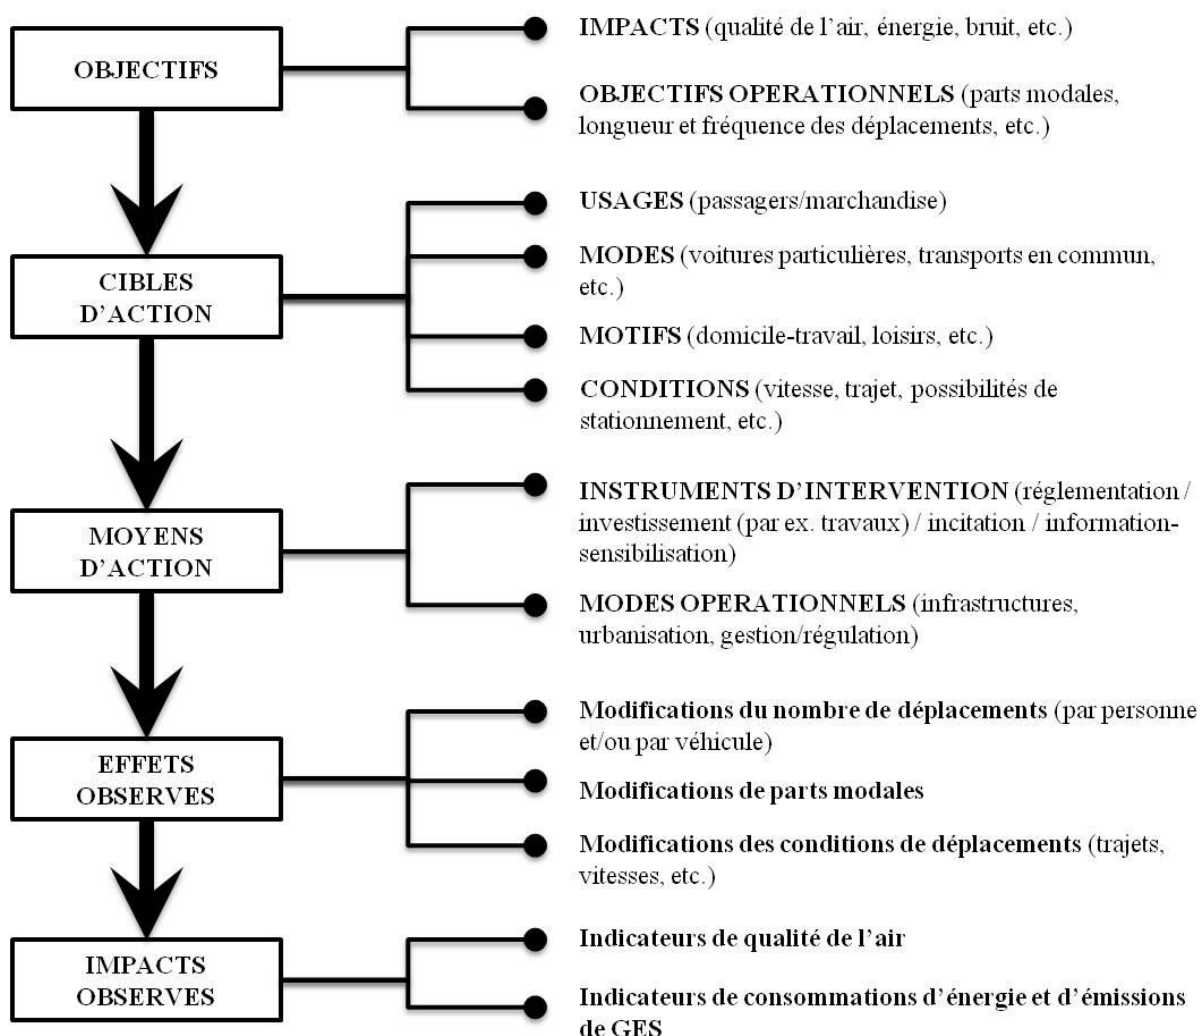 OBJECTIFS
IMPACTS (qualité de l’air, énergie, bruit, etc.)
OBJECTIFS OPERATIONNELS (parts modales,
longueur et fréquence des déplacements, etc.)
CIBLES
D’ACTION
USAGES (passagers/marchandise)
MODES (voitures particulières, transports en commun,
etc.)
MOTIFS (domicile-travail, loisirs, etc.)
CONDITIONS (vitesse, trajet, possibilités de
stationnement, etc.)
MOYENS
D’ACTION
INSTRUMENTS D’INTERVENTION (réglementation /
investissement (par ex. travaux) / incitation / information-
sensibilisation)
MODES OPERATIONNELS (infrastructures,
urbanisation, gestion/régulation)
EFFETS
OBSERVES
Modifications du nombre de déplacements (par personne
et/ou par véhicule)
Modifications de parts modales
Modifications des conditions de déplacements (trajets,
vitesses, etc.)
IMPACTS
OBSERVES
Indicateurs de qualité de l’air
Indicateurs de consommations d’énergie et d’émissions
de GES